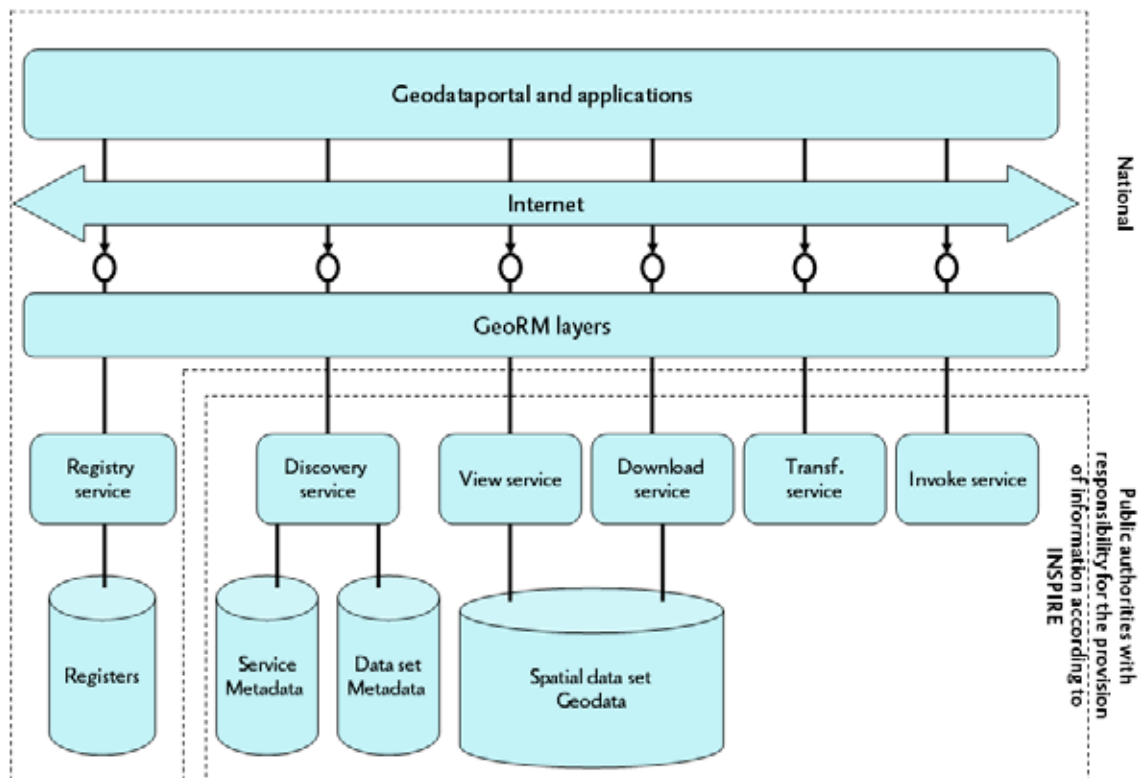 Geodataportal and applications
National
Internet
GeoRM layers
Registry
service
Discovery
service
View service
Download
service
Transf.
service
Invoke service
Public authorities with
responsibility for the provision
of information according to
INSPIRE
Registers
Service
Metadata
Data set
Metadata
Spatial data set
Geodata